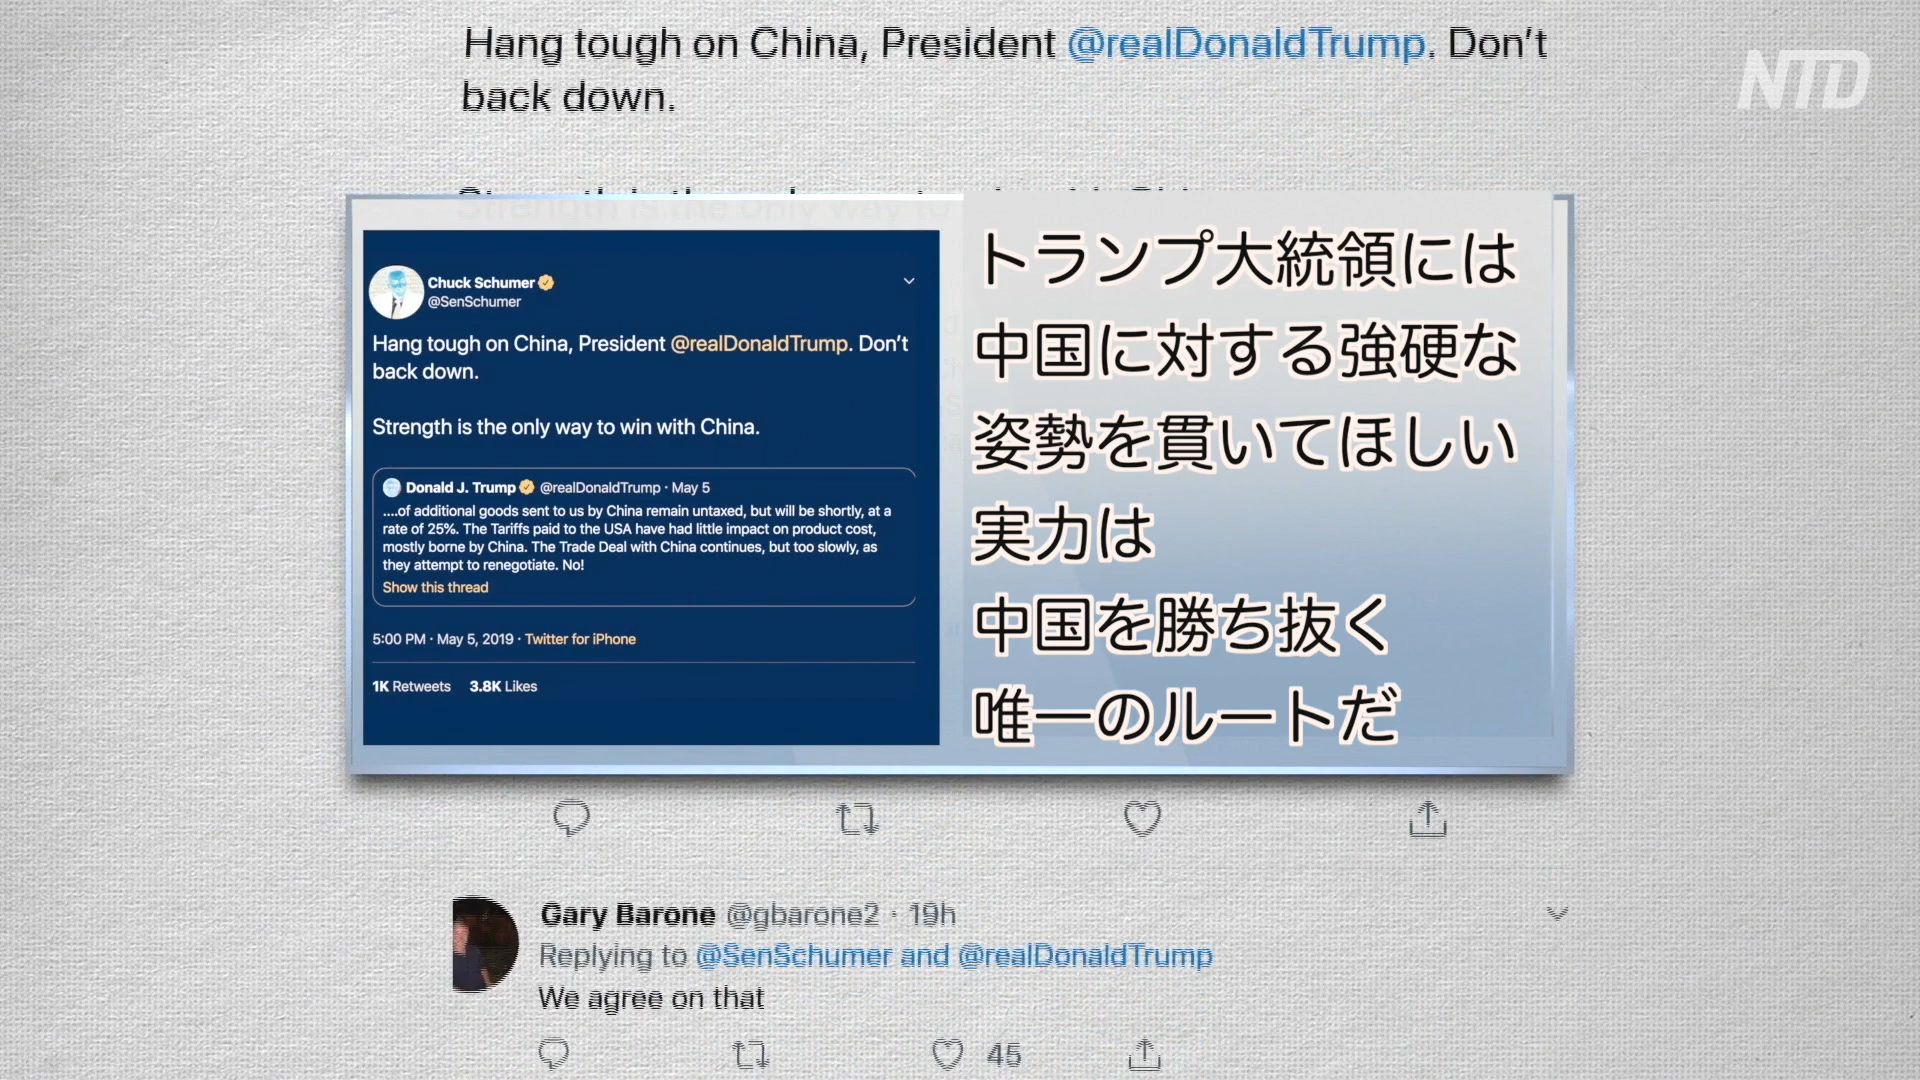 Hang tough on China, President @realDonaldTrump. Don't
back down.
NTD
Chuck Schumer
@SenSchumer
Hang tough on China, President @realDonaldTrump. Don't
back down.
Strength is the only way to win with China.
Donald J. Trump @realDonaldTrump · May 5
....of additional goods sent to us by China remain untaxed, but will be shortly, at a
rate of 25%. The Tariffs paid to the USA have had little impact on product cost,
mostly borne by China. The Trade Deal with China continues, but too slowly, as
they attempt to renegotiate. No!
Show this thread
5:00 PM · May 5, 2019 · Twitter for iPhone
1K Retweets 3.8K Likes
トランプ大統領には
中国に対する強硬な
姿勢を貫いてほしい
実力は
中国を勝ち抜く
唯一のルートだ
Gary Barone @gbarone2 · 19h
Replying to @SenSchumer and @realDonaldTrump
We agree on that
45